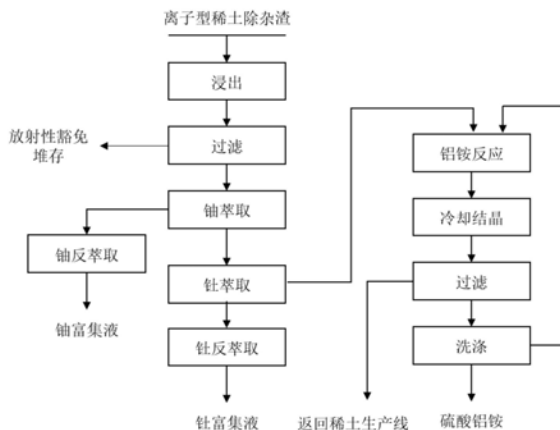 离子型稀土除杂渣
浸出
放射性豁免
堆存
过滤
铀萃取
铀反萃取
铀富集液
钍萃取
钍反萃取
钍富集液
铝铵反应
冷却结晶
过滤
洗涤
返回稀土生产线
硫酸铝铵